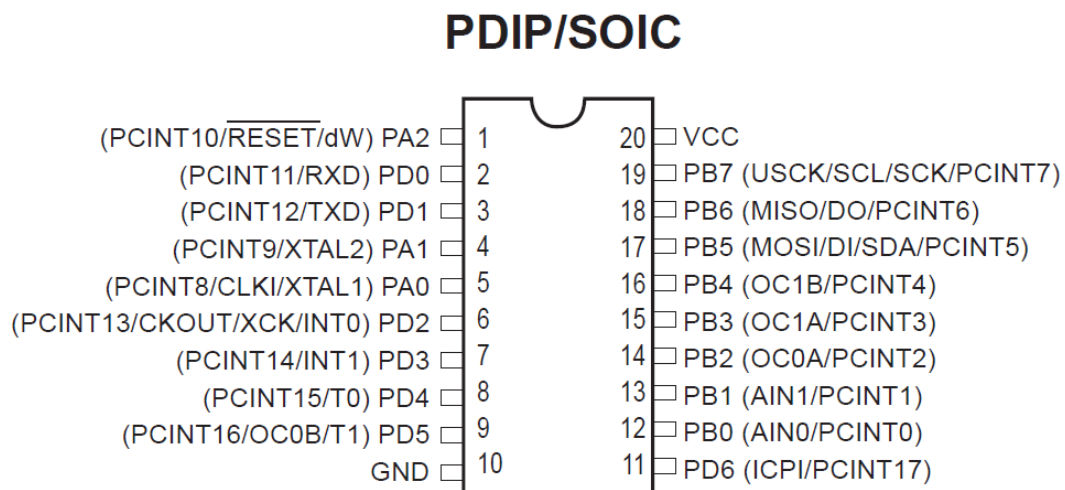 PDIP/SOIC
(PCINT10/RESET/dW) PA2 1 20 VCC
(PCINT11/RXD) PD0 2 19 PB7 (USCK/SCL/SCK/PCINT7)
(PCINT12/TXD) PD1 3 18 PB6 (MISO/DO/PCINT6)
(PCINT9/XTAL2) PA1 4 17 PB5 (MOSI/DI/SDA/PCINT5)
(PCINT8/CLKI/XTAL1) PA0 5 16 PB4 (OC1B/PCINT4)
(PCINT13/CKOUT/XCK/INT0) PD2 6 15 PB3 (OC1A/PCINT3)
(PCINT14/INT1) PD3 7 14 PB2 (OC0A/PCINT2)
(PCINT15/T0) PD4 8 13 PB1 (AIN1/PCINT1)
(PCINT16/OC0B/T1) PD5 9 12 PB0 (AIN0/PCINT0)
GND 10 11 PD6 (ICPI/PCINT17)